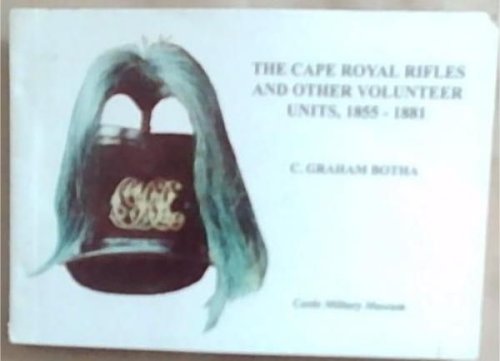 THE CAPE ROYAL RIFLES
AND OTHER VOLUNTEER
UNITS, 1855 - 1881
C. GRAHAM BOTHA
Castle Military Museum